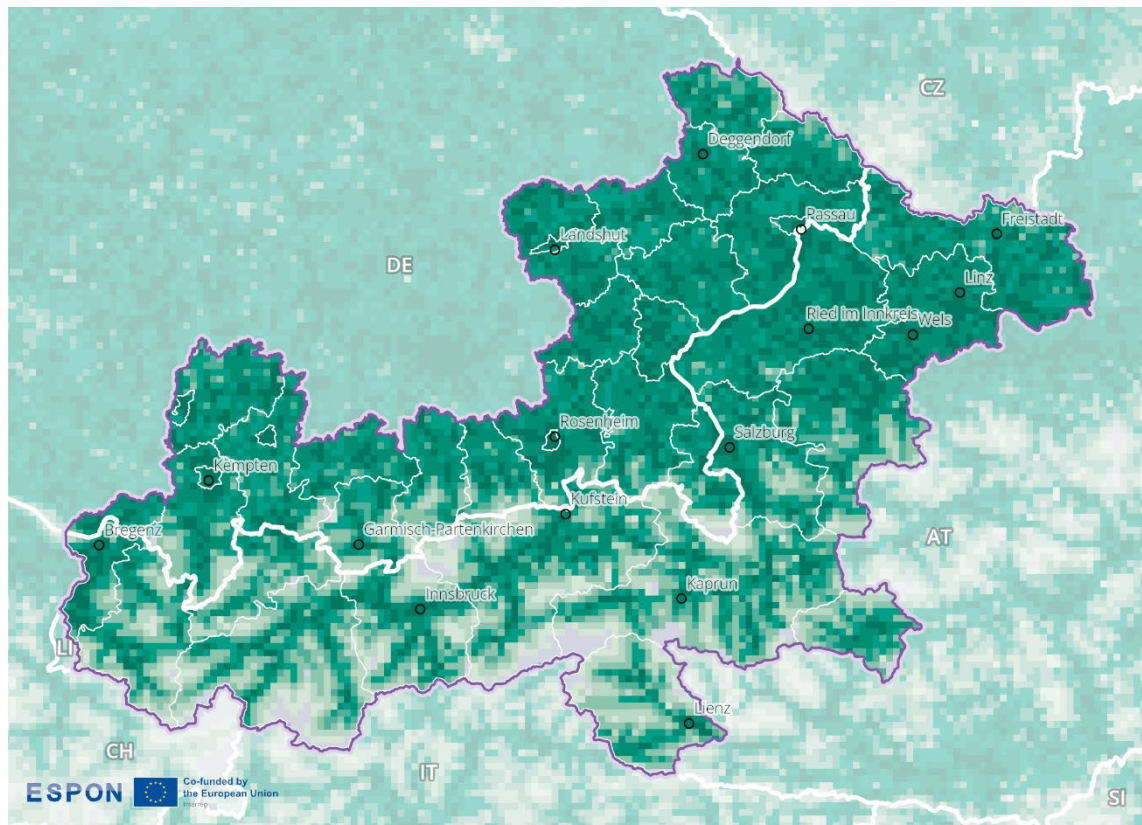 CZ
Deggendorf
Passau
Freistadt
Landshut
DE
Linz
Ried im Innkreis
Wels
Rosenheim
Salzburg
Kempten
Kufstein
Bregenz
Garmisch-Partenkirchen
AT
Kaprun
Innsbruck
LI
Lienz
CH
IT
SI
ESPON
Co-funded by
the European Union
Interreg